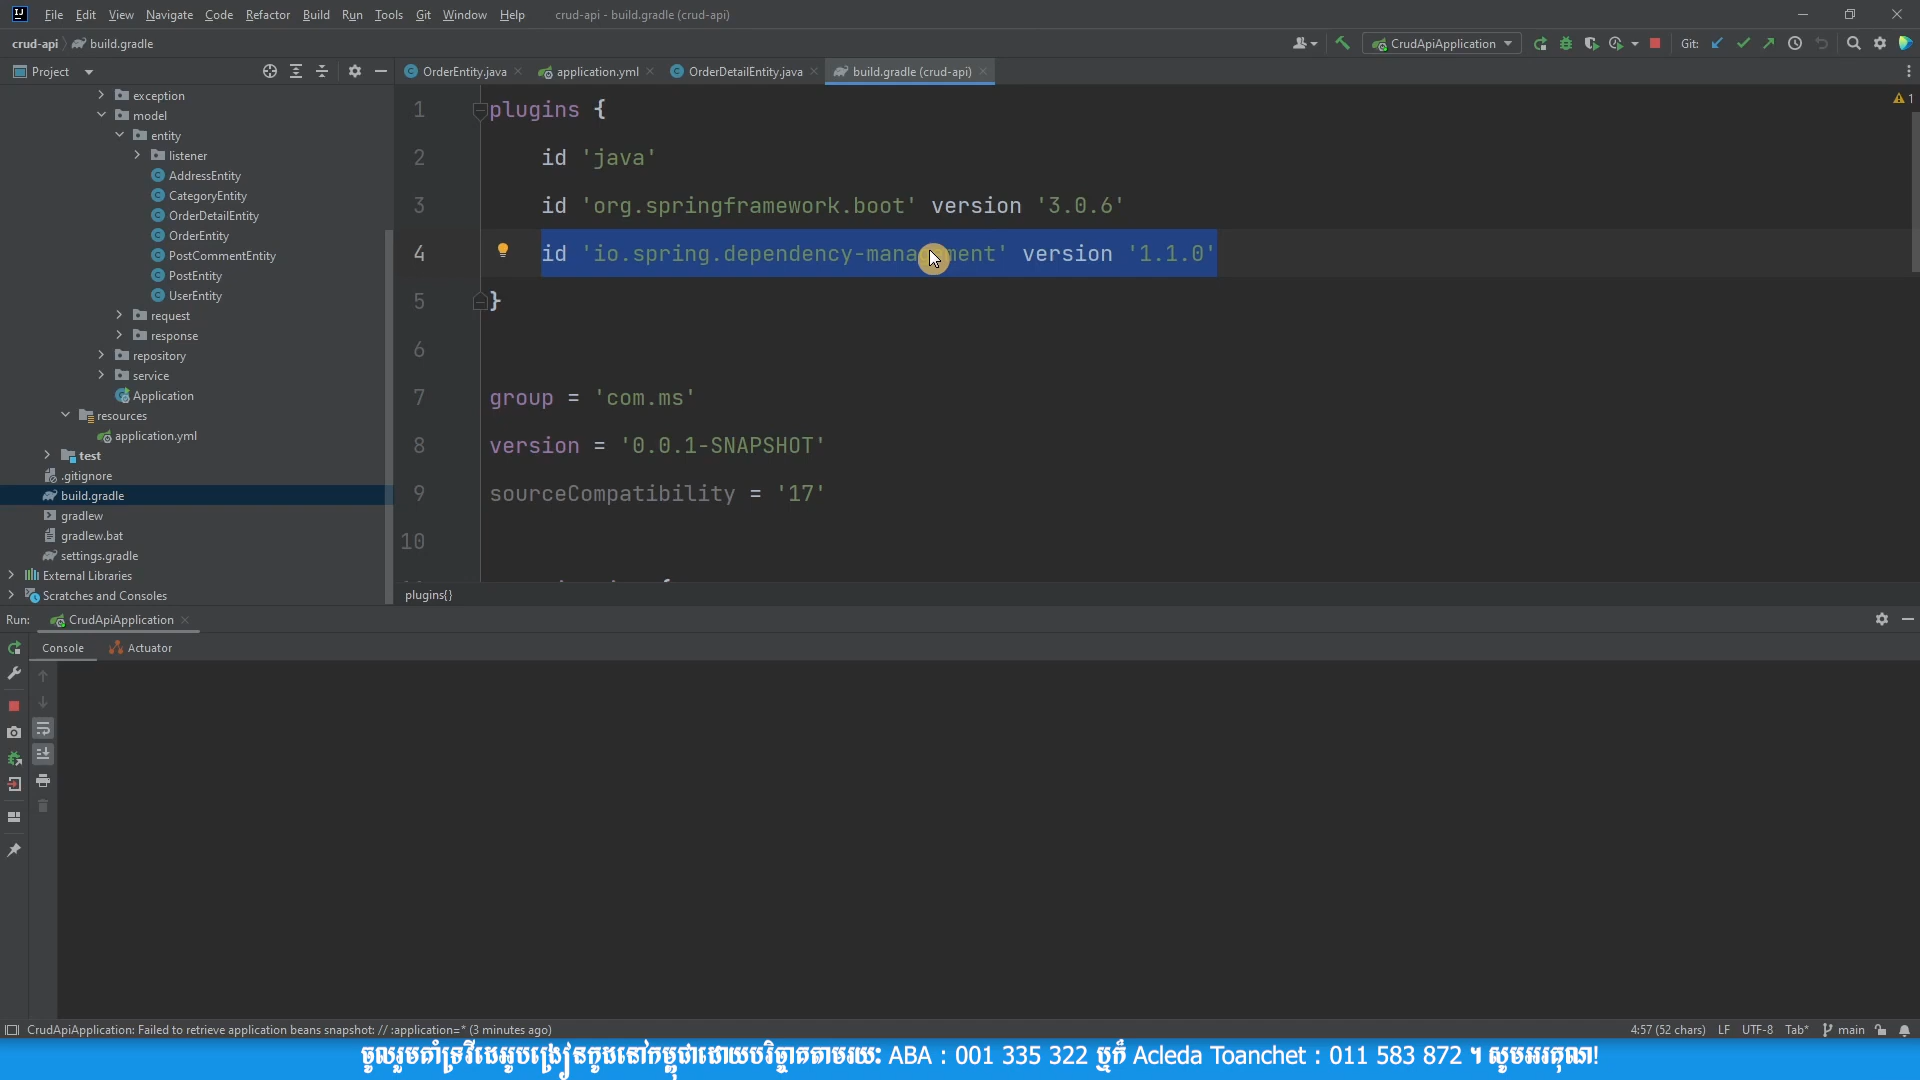 File Edit View Navigate Code Refactor Build Run Tools Git Window Help crud-api - build.gradle (crud-api)
crud-api build.gradle CrudApiApplication Git:
Project OrderEntity.java application.yml OrderDetailEntity.java build.gradle (crud-api)
exception
model
entity
listener
AddressEntity
CategoryEntity
OrderDetailEntity
OrderEntity
PostCommentEntity
PostEntity
UserEntity
request
response
repository
service
Application
resources
application.yml
test
.gitignore
build.gradle
gradlew
gradlew.bat
settings.gradle
External Libraries
Scratches and Consoles
1 plugins { 1
2 id 'java'
3 id 'org.springframework.boot' version '3.0.6'
4 id 'io.spring.dependency-management' version '1.1.0'
5 }
6
7 group = 'com.ms'
8 version = '0.0.1-SNAPSHOT'
9 sourceCompatibility = '17'
10
plugins{}
Run: CrudApiApplication
Console Actuator
CrudApiApplication: Failed to retrieve application beans snapshot: // :application=* (3 minutes ago) 4:57 (52 chars) LF UTF-8 Tab* main
ចូលរួមគាំទ្រវីដេអូបង្រៀនកូដនៅកម្ពុជាដោយបរិច្ចាគតាមរយៈ ABA : 001 335 322 ឬក៏ Acleda Toanchet : 011 583 872 ។ សូមអរគុណ!